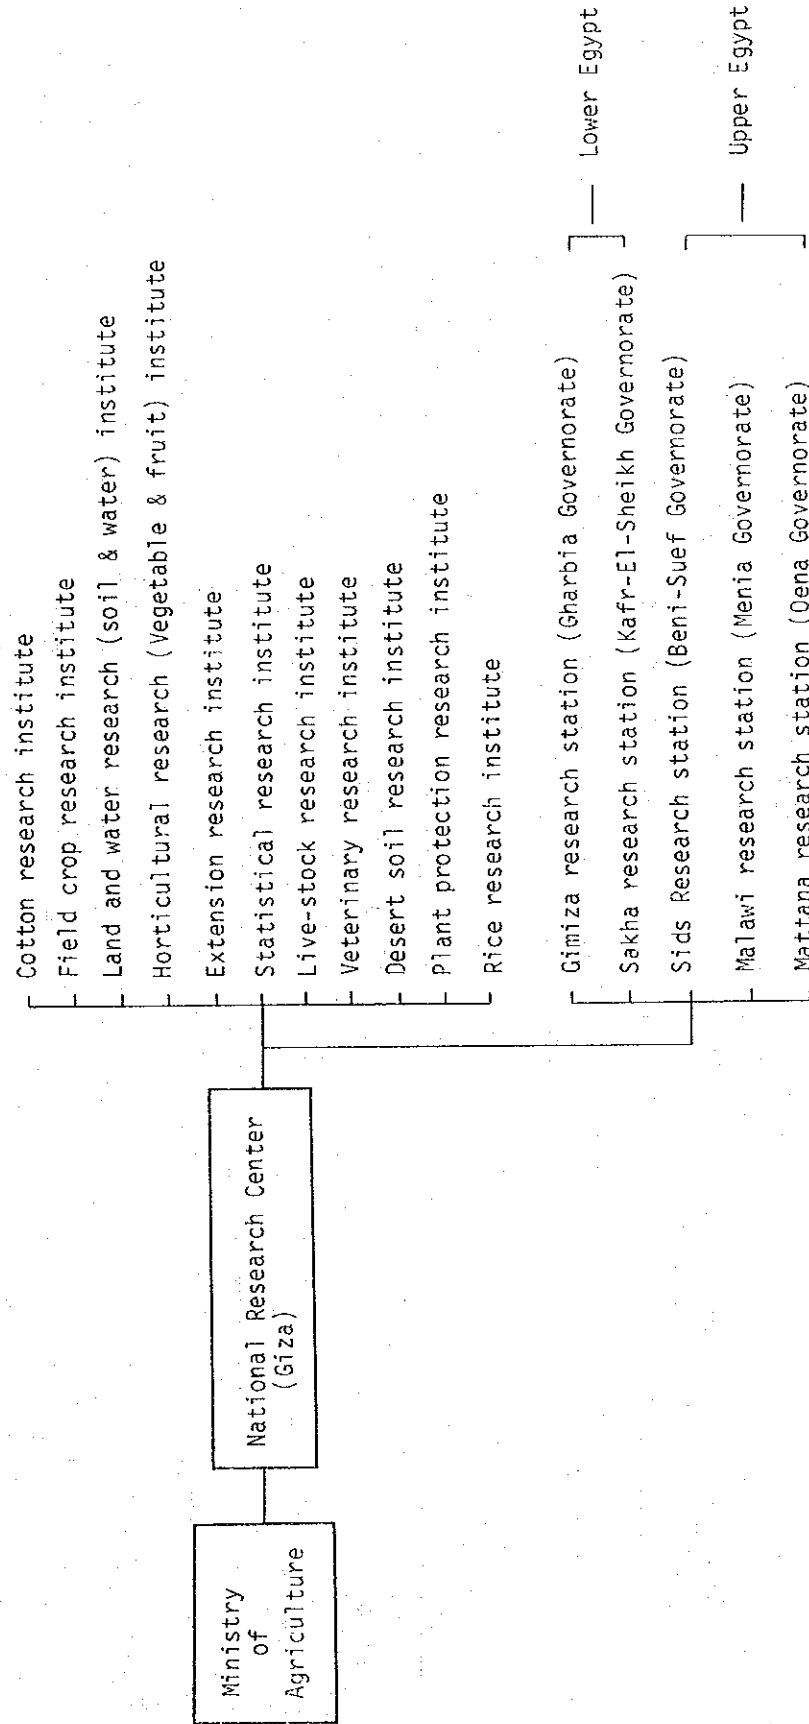 Ministry
of
Agriculture
National Research Center
(Giza)
Cotton research institute
Field crop research institute
Land and water research (soil & water) institute
Horticultural research (Vegetable & fruit) institute
Extension research institute
Statistical research institute
Live-stock research institute
Veterinary research institute
Desert soil research institute
Plant protection research institute
Rice research institute
Gimiza research station (Gharbia Governorate)
Sakha research station (Kafr-El-Sheikh Governorate)
Lower Egypt
Sids Research station (Beni-Suef Governorate)
Malawi research station (Menia Governorate)
Mattana research station (Qena Governorate)
Upper Egypt